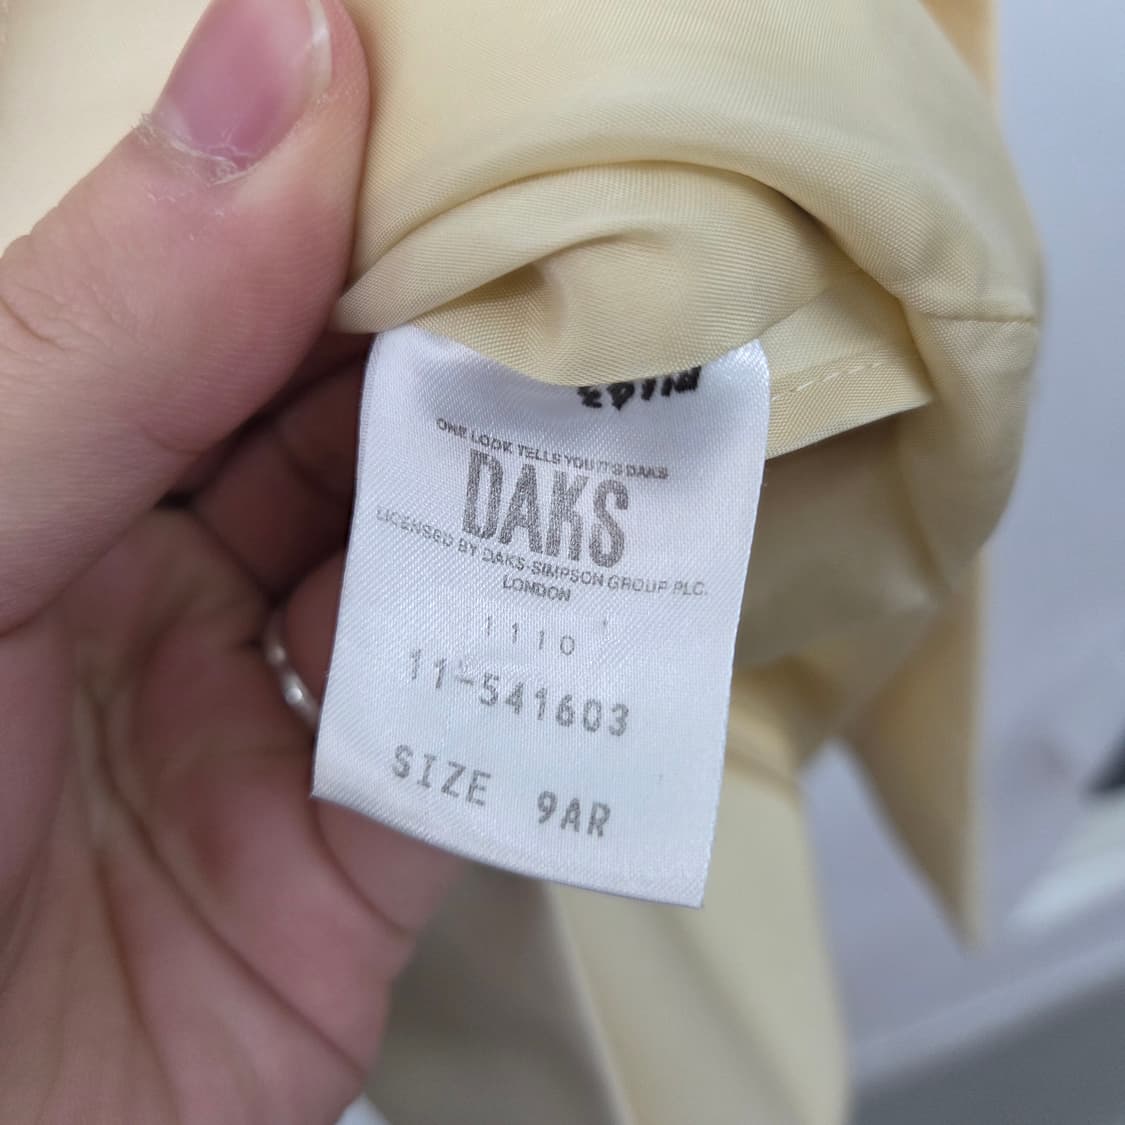 ONE LOOK TELLS YOU IT'S DAKS
DAKS
LICENSED BY DAKS-SIMPSON GROUP PLC.
LONDON
1110
11-541603
SIZE 9AR